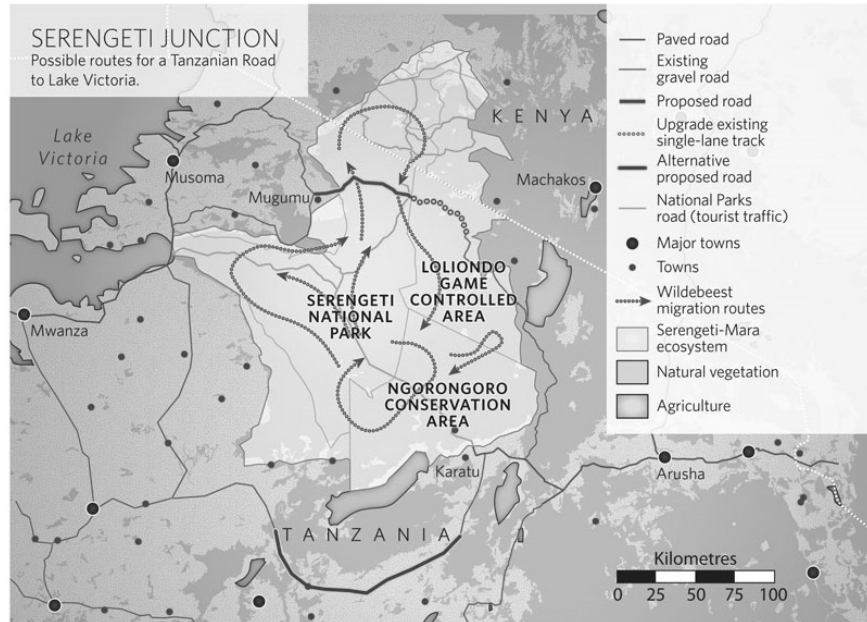 SERENGETI JUNCTION
Possible routes for a Tanzanian Road
to Lake Victoria.
Lake
Victoria
Musoma
Mugumu
KENYA
Machakos
Mwanza
SERENGETI
NATIONAL
PARK
LOLIONDO
GAME
CONTROLLED
AREA
NGORONGORO
CONSERVATION
AREA
Karatu
Arusha
TANZANIA
Paved road
Existing
gravel road
Proposed road
Upgrade existing
single-lane track
Alternative
proposed road
National Parks
road (tourist traffic)
Major towns
Towns
Wildebeest
migration routes
Serengeti-Mara
ecosystem
Natural vegetation
Agriculture
Kilometres
0 25 50 75 100